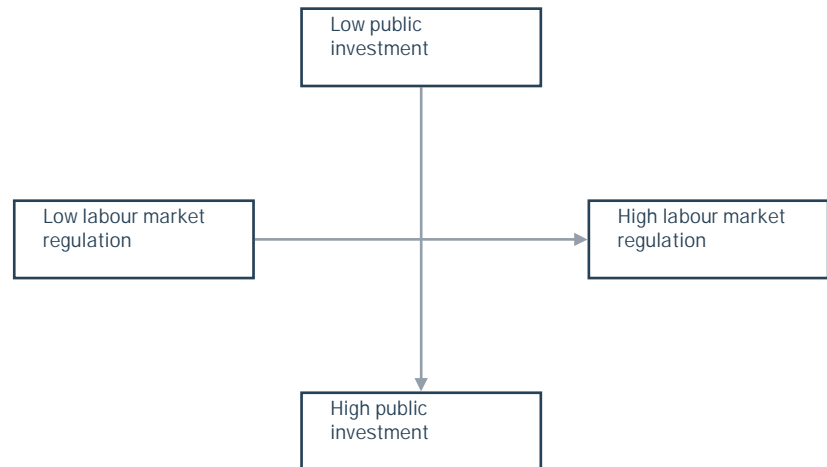 Low public
investment
Low labour market
regulation
High labour market
regulation
High public
investment